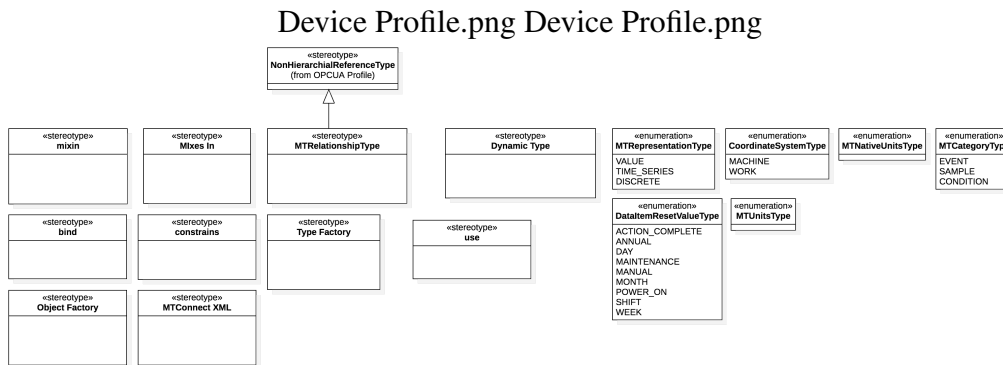 Device Profile.png Device Profile.png
«stereotype»
NonHierarchialReferenceType
(from OPCUA Profile)
«stereotype»
mixin
«stereotype»
MIxes In
«stereotype»
MTRelationshipType
«stereotype»
Dynamic Type
«enumeration»
MTRepresentationType
VALUE
TIME_SERIES
DISCRETE
«enumeration»
CoordinateSystemType
MACHINE
WORK
«enumeration»
MTNativeUnitsType
«enumeration»
MTCategoryTyp
EVENT
SAMPLE
CONDITION
«stereotype»
bind
«stereotype»
constrains
«stereotype»
Type Factory
«stereotype»
use
«enumeration»
DataItemResetValueType
ACTION_COMPLETE
ANNUAL
DAY
MAINTENANCE
MANUAL
MONTH
POWER_ON
SHIFT
WEEK
«enumeration»
MTUnitsType
«stereotype»
Object Factory
«stereotype»
MTConnect XML